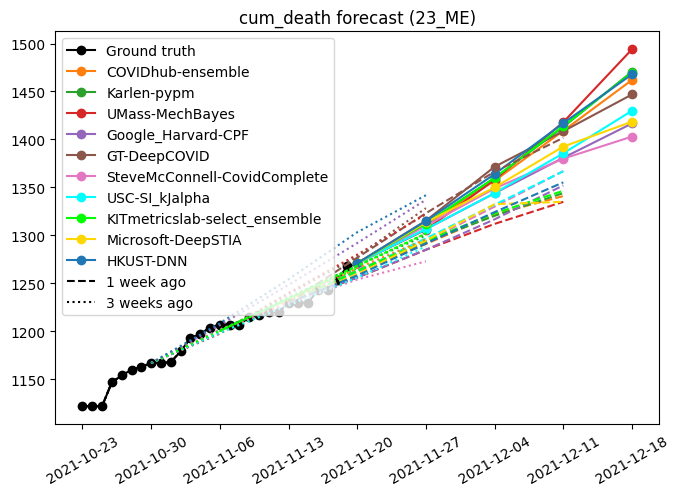 cum_death forecast (23_ME)
1500
1450
1400
1350
1300
1250
1200
1150
Ground truth
COVIDhub-ensemble
Karlen-pypm
UMass-MechBayes
Google_Harvard-CPF
GT-DeepCOVID
SteveMcConnell-CovidComplete
USC-SI_kJalpha
KITmetricslab-select_ensemble
Microsoft-DeepSTIA
HKUST-DNN
1 week ago
3 weeks ago
2021-10-23
2021-10-30
2021-11-06
2021-11-13
2021-11-20
2021-11-27
2021-12-04
2021-12-11
2021-12-18